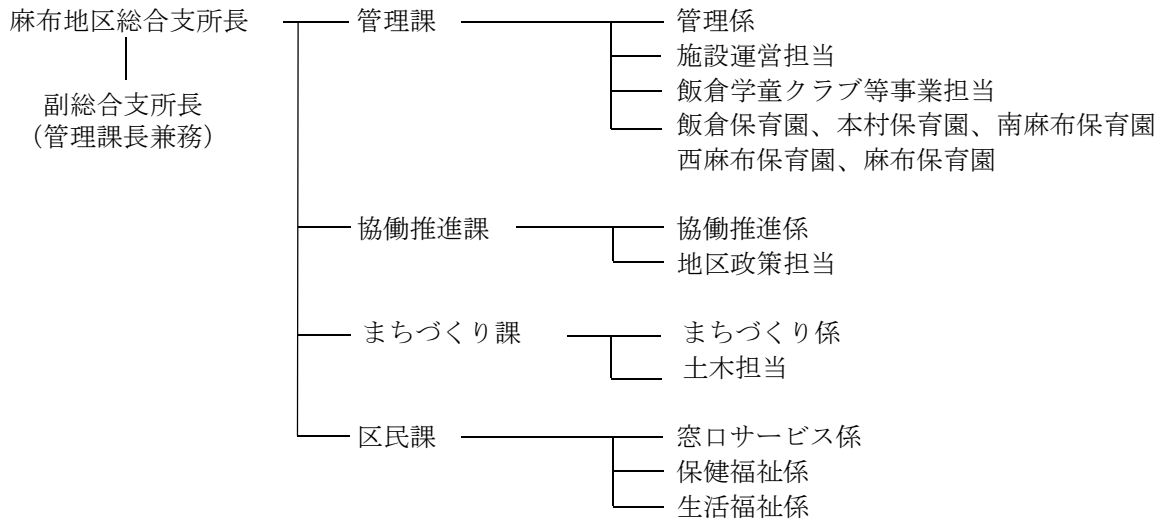 麻布地区総合支所長
副総合支所長
（管理課長兼務）
管理課
管理係
施設運営担当
飯倉学童クラブ等事業担当
飯倉保育園、本村保育園、南麻布保育園
西麻布保育園、麻布保育園
協働推進課
協働推進係
地区政策担当
まちづくり課
まちづくり係
土木担当
区民課
窓口サービス係
保健福祉係
生活福祉係